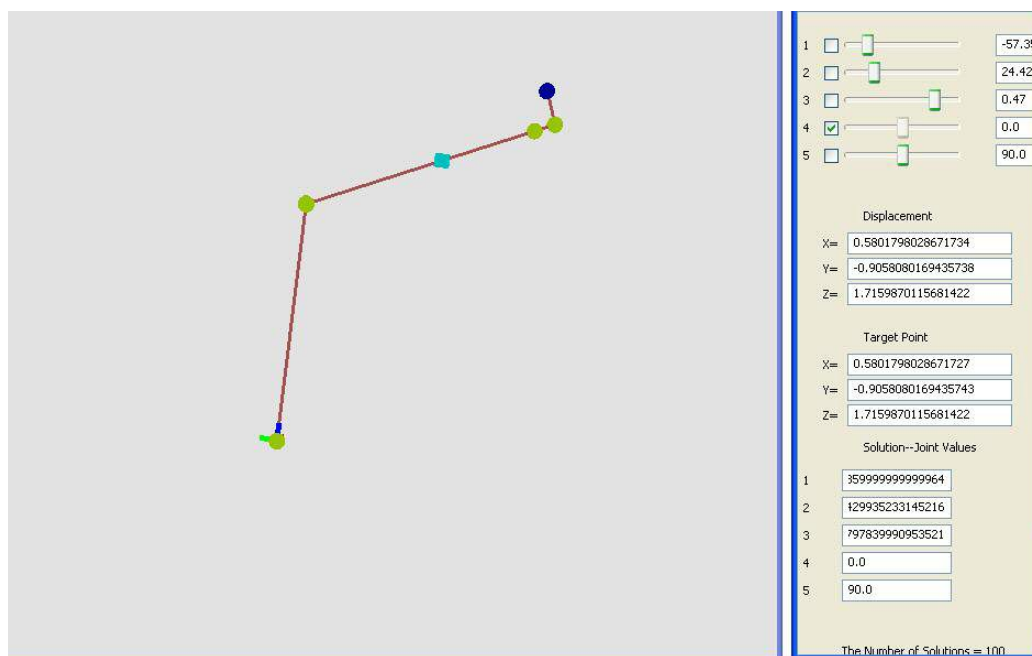 1 -57.35
2 24.42
3 0.47
4 0.0
5 90.0
Displacement
X= 0.5801798028671734
Y= -0.9058080169435738
Z= 1.7159870115681422
Target Point
X= 0.5801798028671727
Y= -0.9058080169435743
Z= 1.7159870115681422
Solution--Joint Values
1 359999999999964
2 429935233145216
3 797839990953521
4 0.0
5 90.0
The Number of Solutions = 100